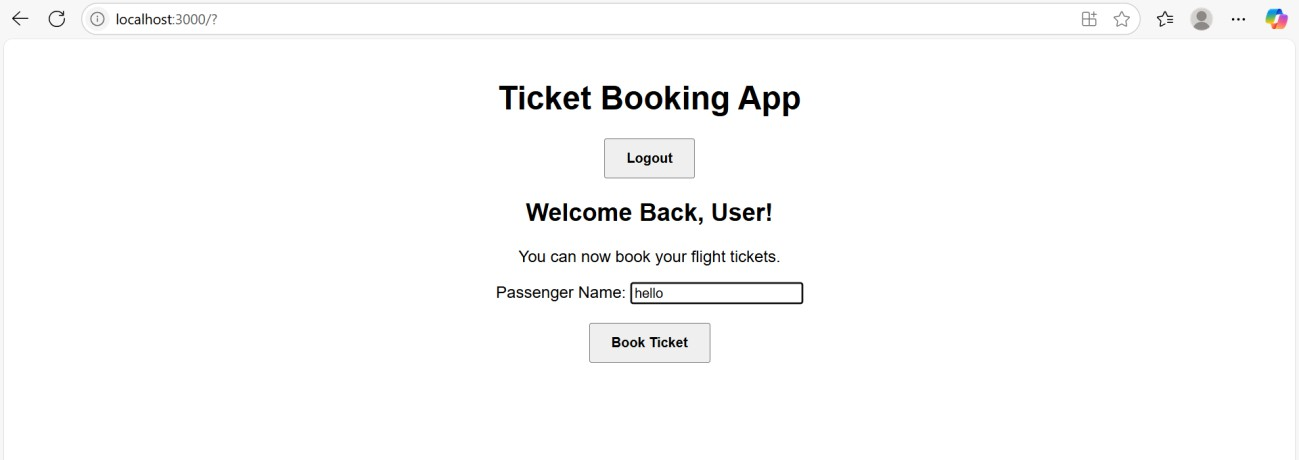 localhost:3000/?
Ticket Booking App
Logout
Welcome Back, User!
You can now book your flight tickets.
Passenger Name: hello
Book Ticket